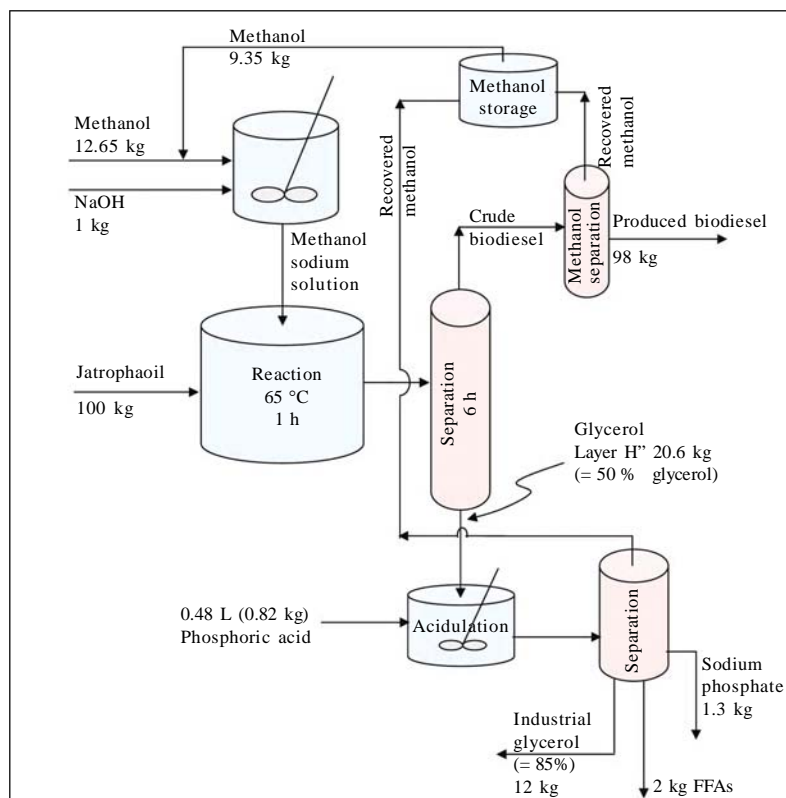 Methanol
9.35 kg
Methanol
storage
Methanol
12.65 kg
NaOH
1 kg
Recovered
methanol
Recovered
methanol
Methanol
sodium
solution
Crude
biodiesel
Methanol
separation
Produced biodiesel
98 kg
Jatrophaoil
100 kg
Reaction
65 °C
1 h
Separation
6 h
Glycerol
Layer H” 20.6 kg
(= 50 % glycerol)
0.48 L (0.82 kg)
Phosphoric acid
Acidulation
Separation
Sodium
phosphate
1.3 kg
Industrial
glycerol
(= 85%)
12 kg
2 kg FFAs